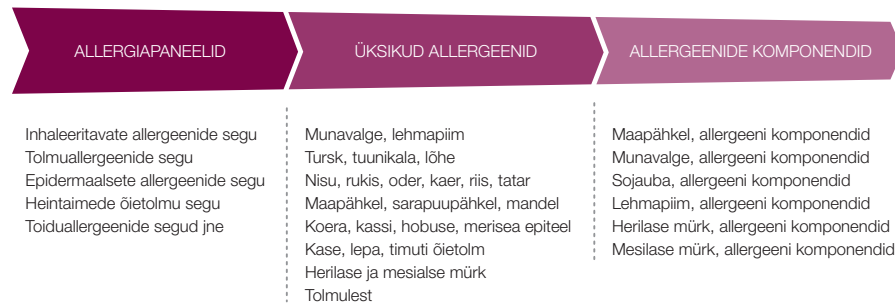 ALLERGIAPANEELID
ÜKSIKUD ALLERGEENID
ALLERGEENIDE KOMPONENDID
Inhaleeritavate allergeenide segu
Tolmuallergeenide segu
Epidermaalsete allergeenide segu
Heintaimede õietolmu segu
Toiduallergeenide segud jne
Munavalge, lehmapiim
Tursk, tuunikala, lõhe
Nisu, rukis, oder, kaer, riis, tatar
Maapähkel, sarapuupähkel, mandel
Koera, kassi, hobuse, merisea epiteel
Kase, lepa, timuti õietolm
Herilase ja mesialse mürk
Tolmulest
Maapähkel, allergeeni komponendid
Munavalge, allergeeni komponendid
Sojauba, allergeeni komponendid
Lehmapiim, allergeeni komponendid
Herilase mürk, allergeeni komponendid
Mesilase mürk, allergeeni komponendid